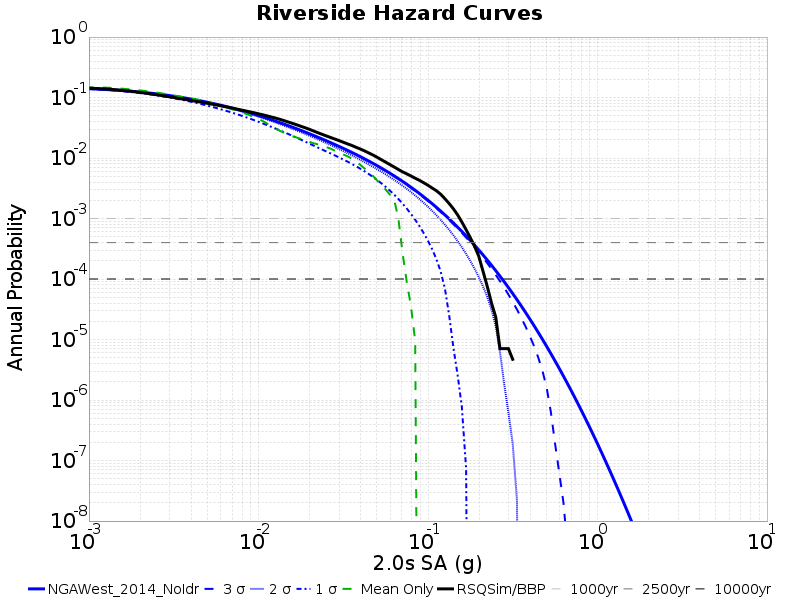 Riverside Hazard Curves
10^0
10^-1
10^-2
10^-3
10^-4
10^-5
10^-6
10^-7
10^-8
Annual Probability
10^-3 10^-2 10^-1 10^0 10^1
2.0s SA (g)
NGAWest_2014_NoIdr 3 σ 2 σ 1 σ Mean Only RSQSim/BBP 1000yr 2500yr 10000yr